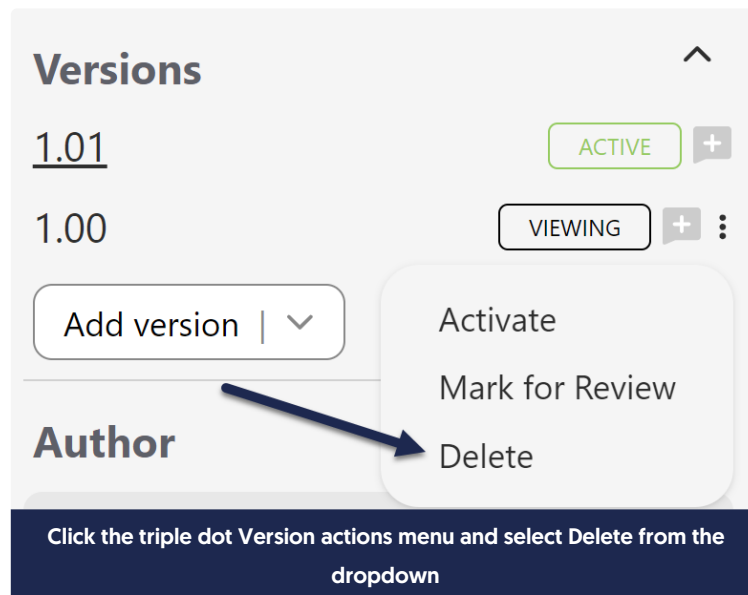 Versions
1.01 ACTIVE
1.00 VIEWING
Add version
Activate
Mark for Review
Author
Delete
Click the triple dot Version actions menu and select Delete from the
dropdown